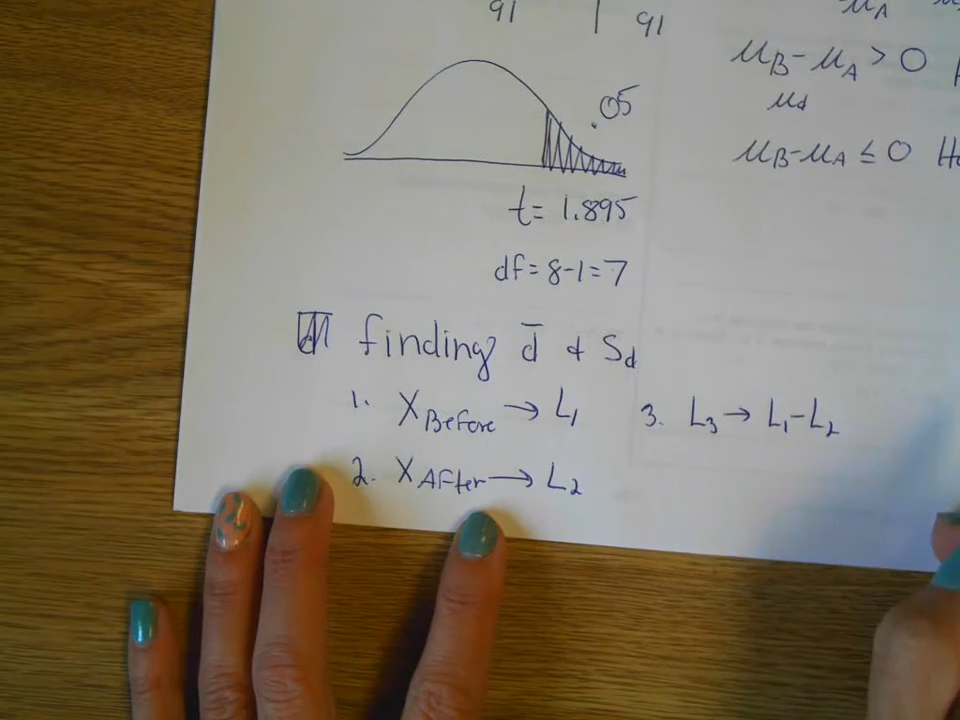 91 | 91
μA
μB-μA > 0
μd
μB-μA ≤ 0 Ho
.05
t = 1.895
df = 8-1 = 7
finding d̄ & Sd
1. XBefore → L1
2. XAfter → L2
3. L3 → L1-L2